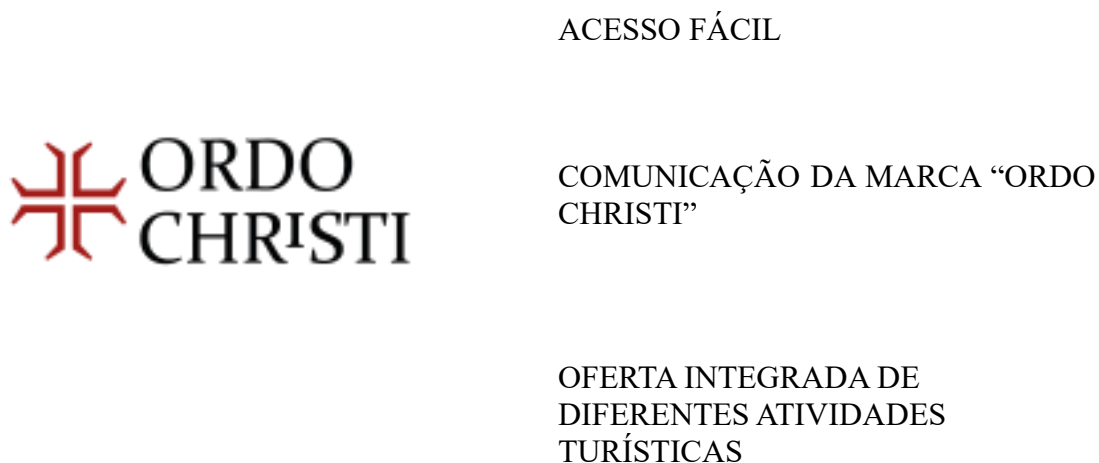 ACESSO FÁCIL
ORDO
CHRISTI
COMUNICAÇÃO DA MARCA “ORDO
CHRISTI”
OFERTA INTEGRADA DE
DIFERENTES ATIVIDADES
TURÍSTICAS